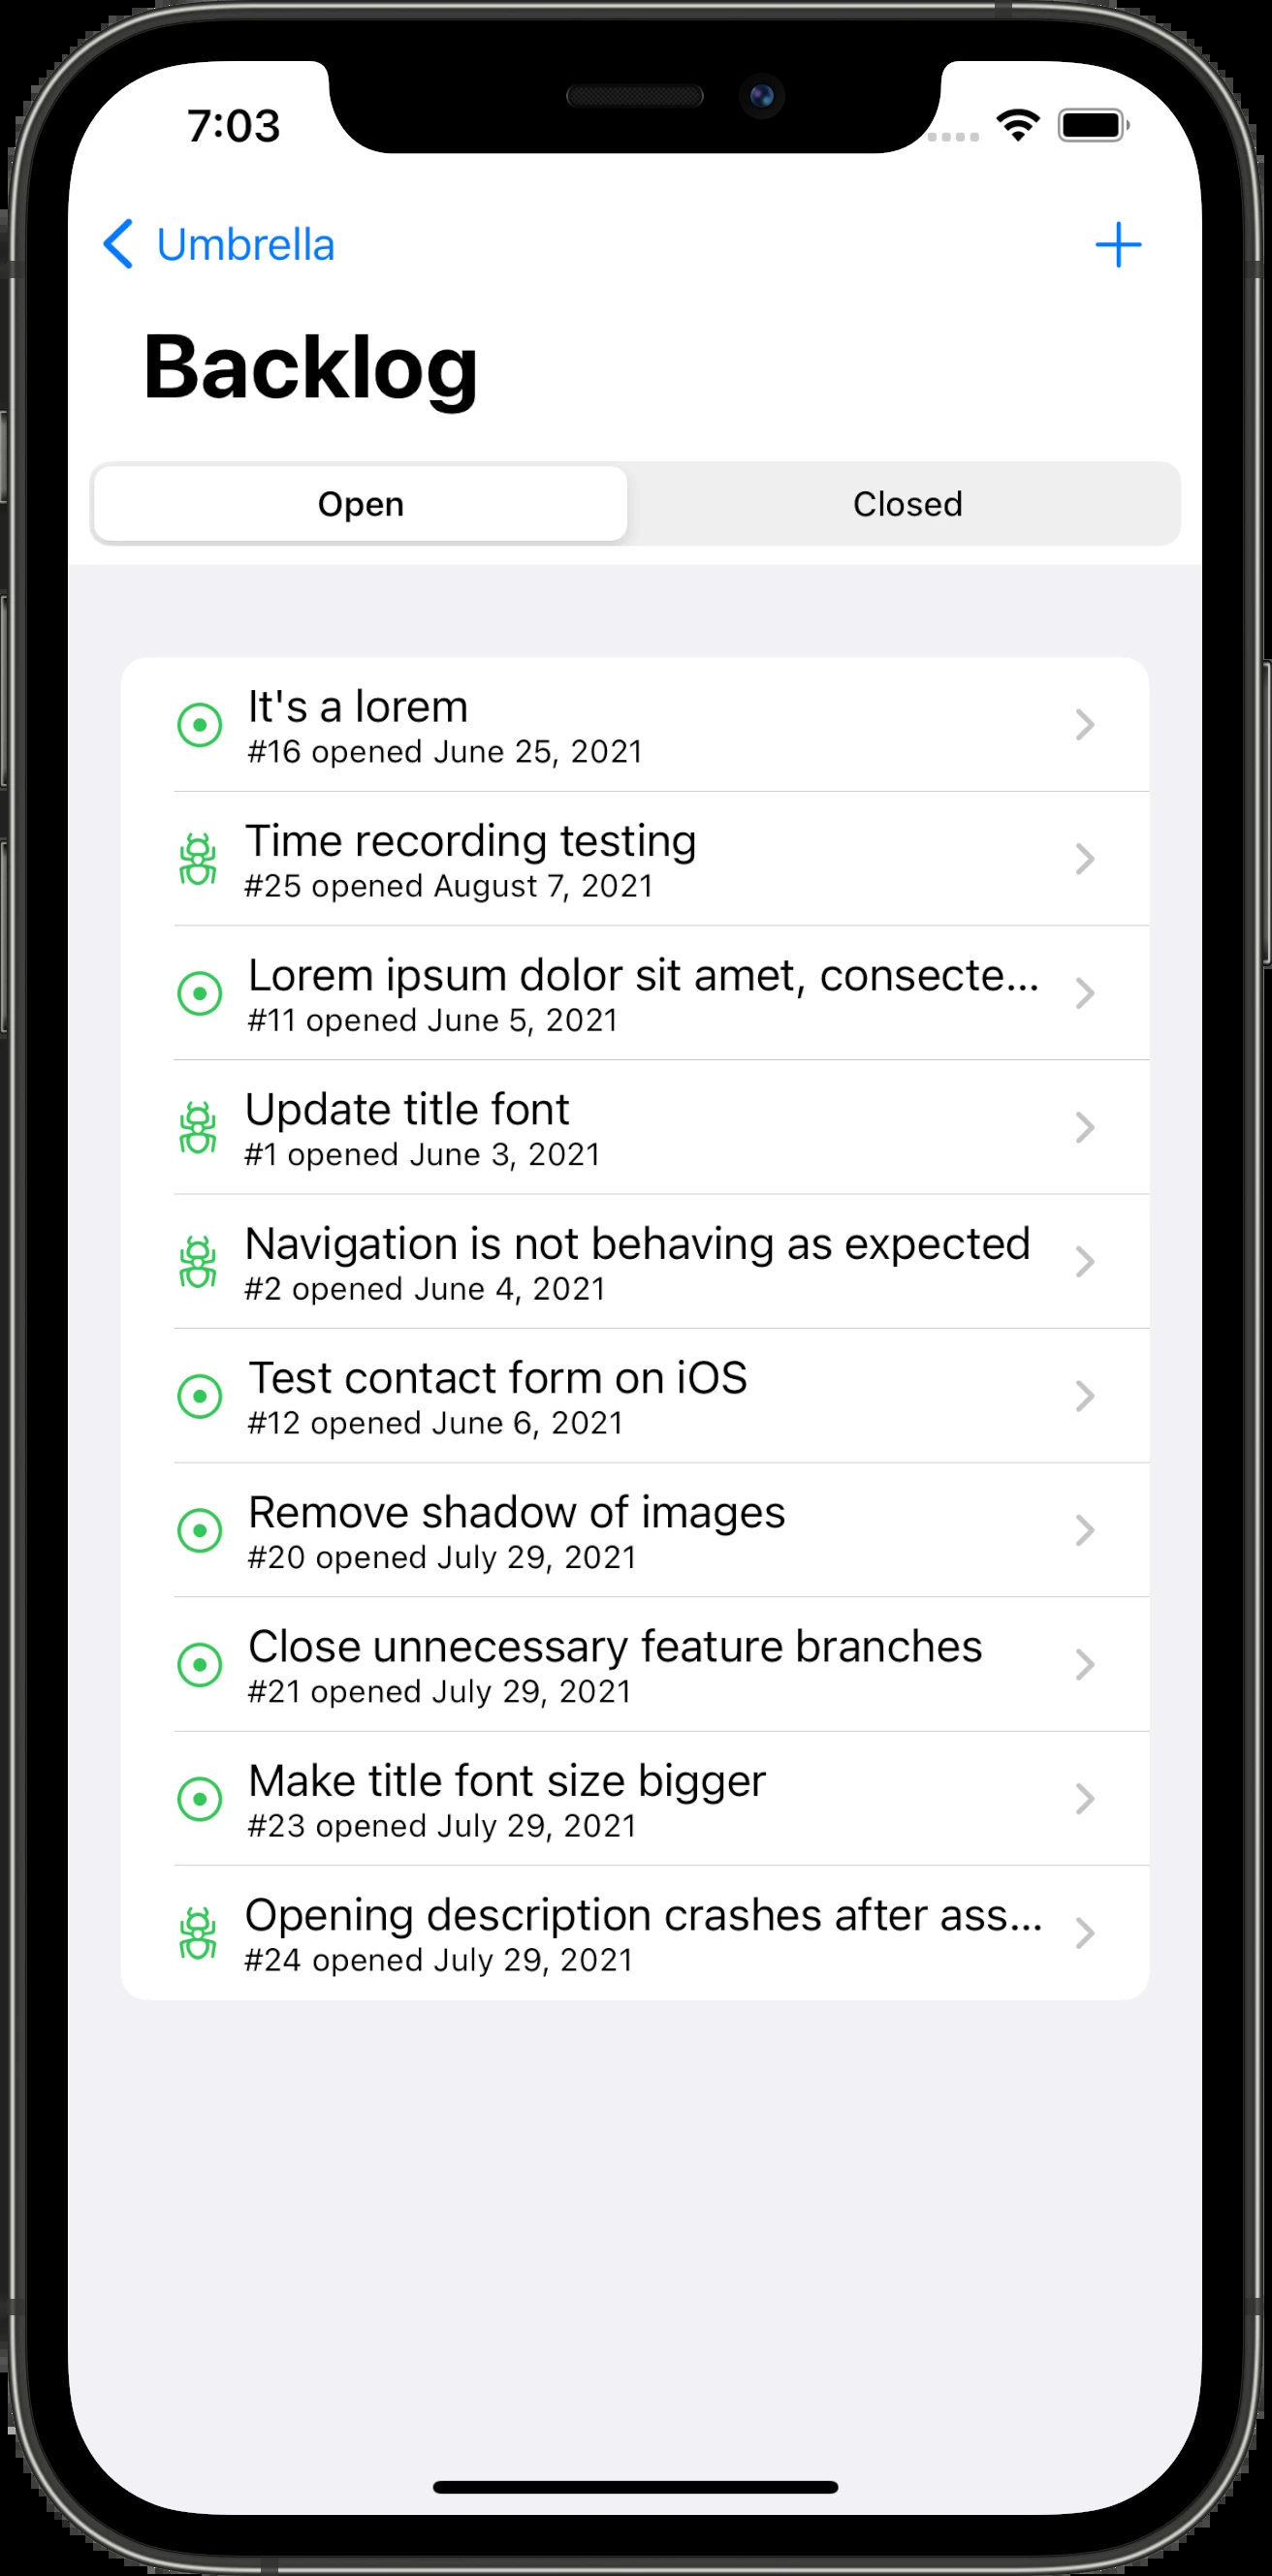 7:03
Umbrella
Backlog
Open
Closed
It's a lorem
#16 opened June 25, 2021
Time recording testing
#25 opened August 7, 2021
Lorem ipsum dolor sit amet, consecte...
#11 opened June 5, 2021
Update title font
#1 opened June 3, 2021
Navigation is not behaving as expected
#2 opened June 4, 2021
Test contact form on iOS
#12 opened June 6, 2021
Remove shadow of images
#20 opened July 29, 2021
Close unnecessary feature branches
#21 opened July 29, 2021
Make title font size bigger
#23 opened July 29, 2021
Opening description crashes after ass...
#24 opened July 29, 2021